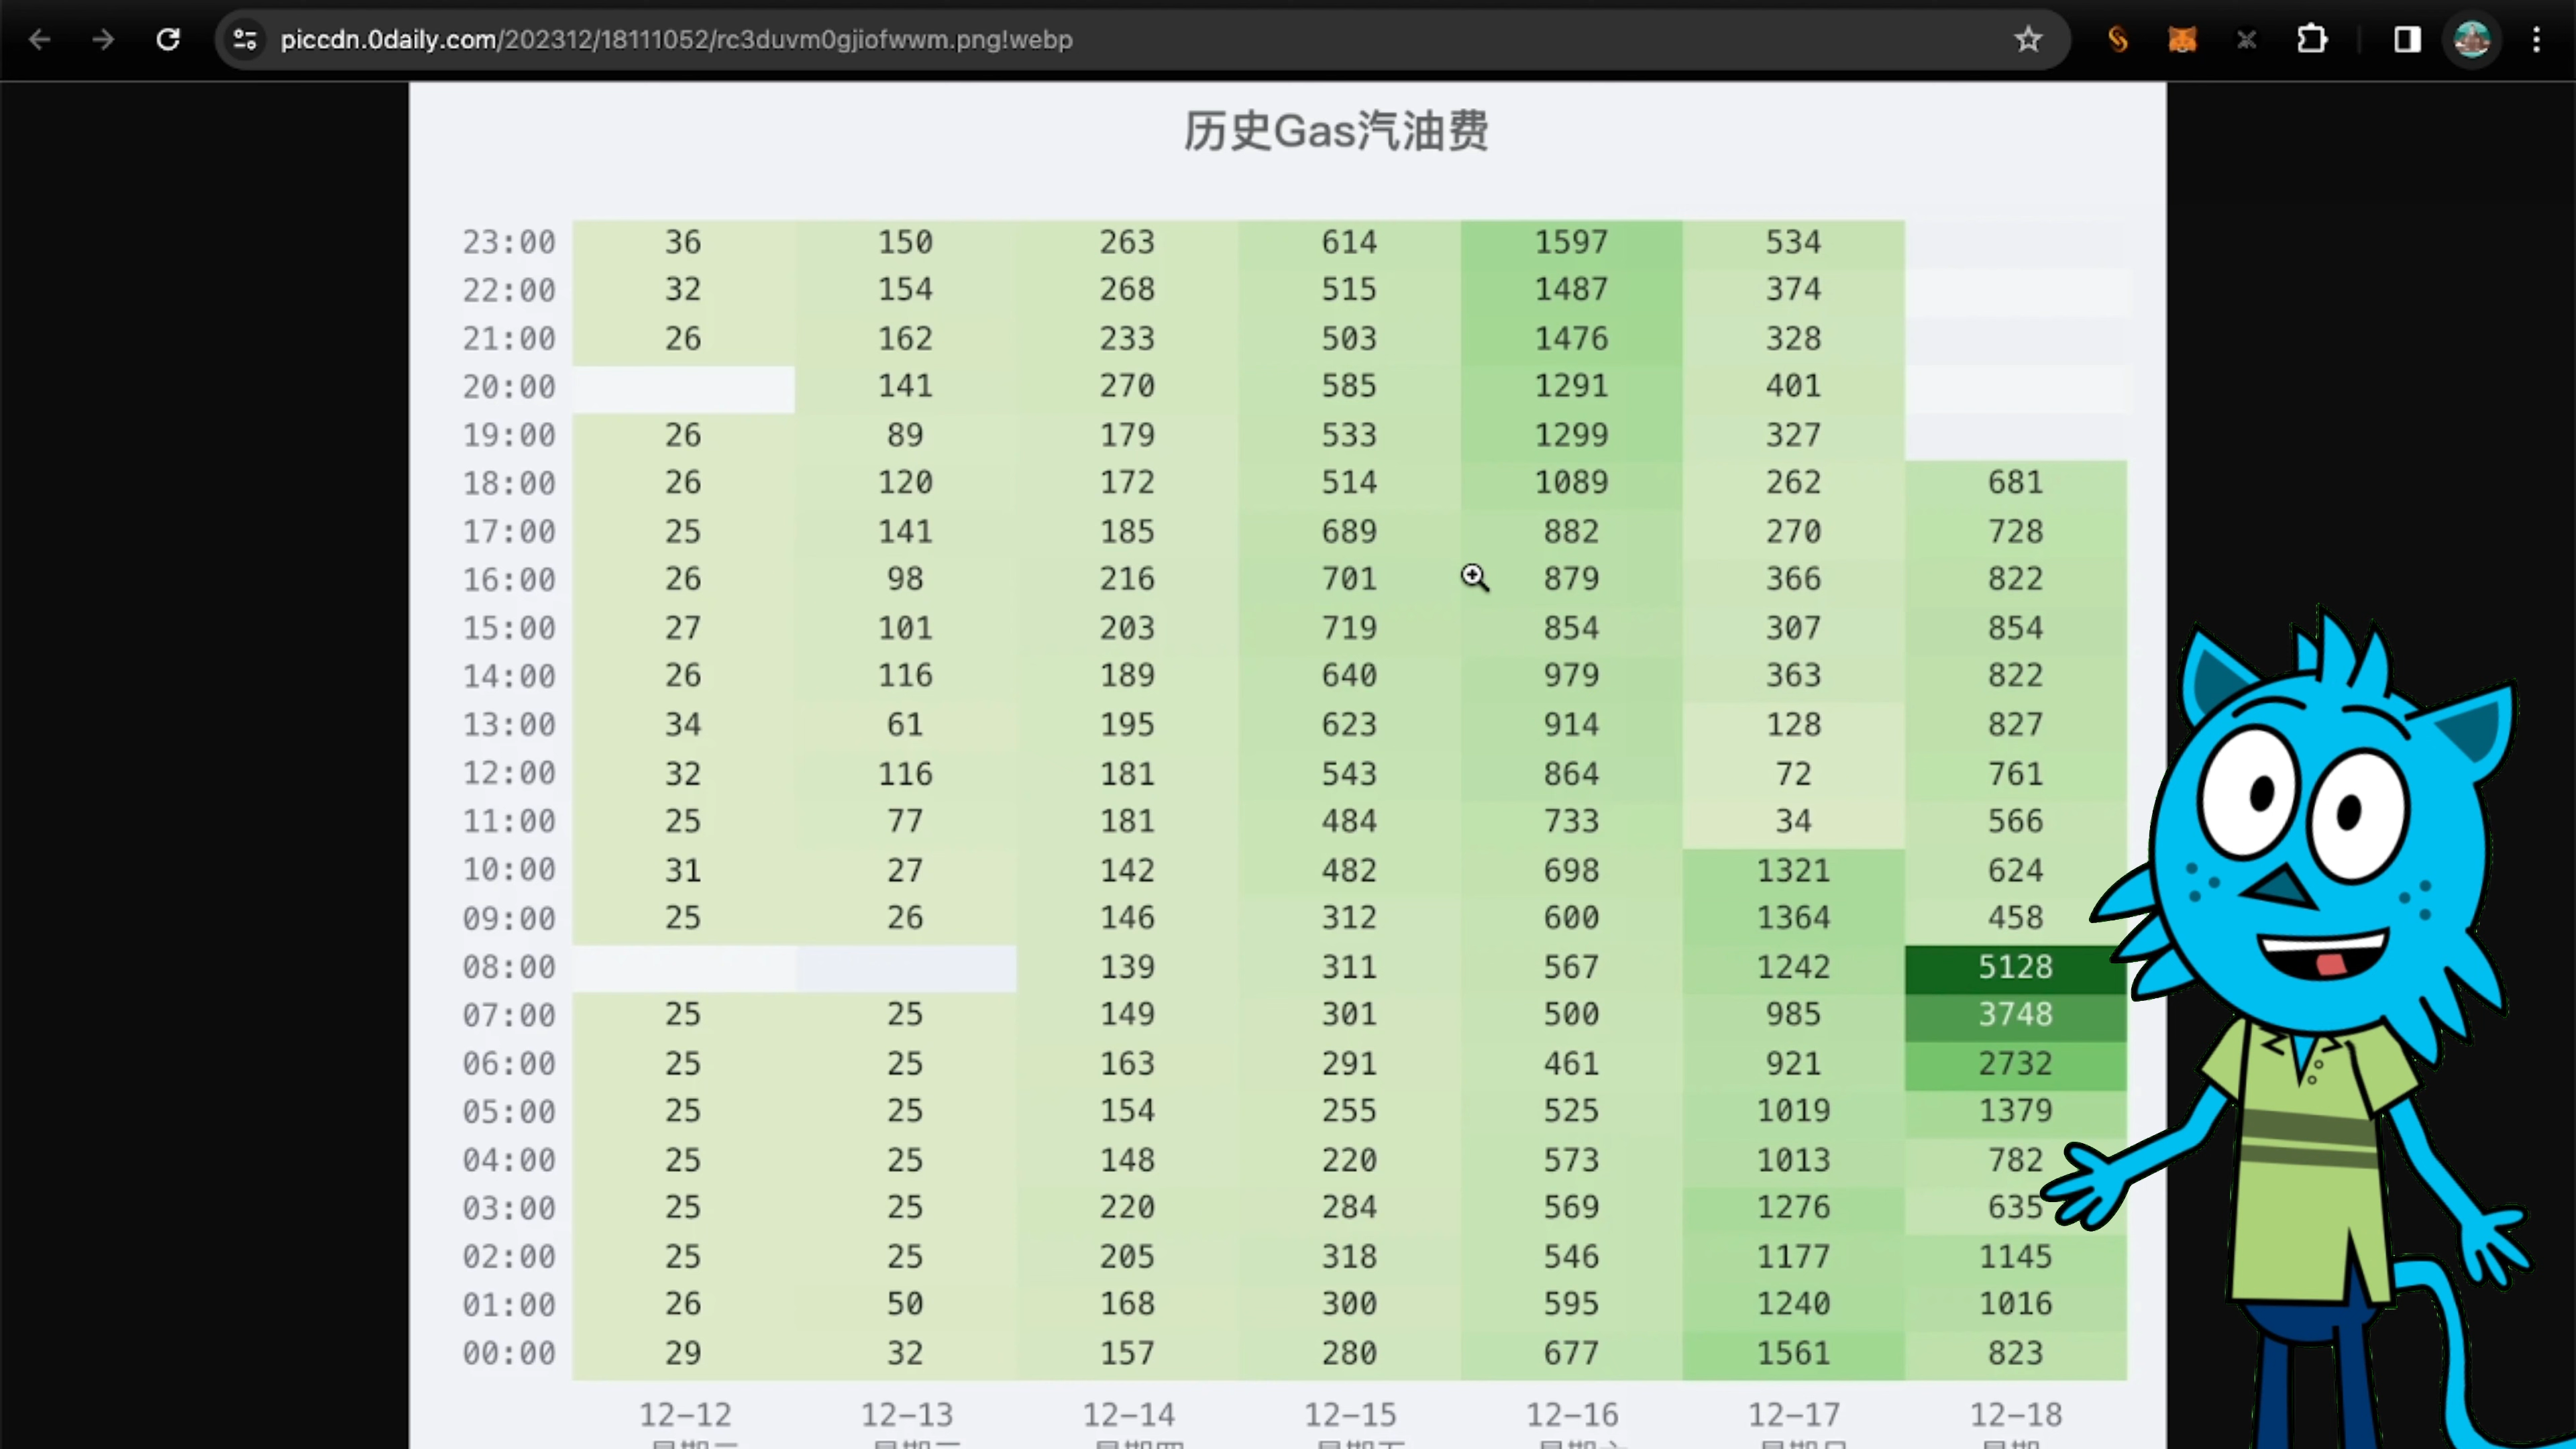 piccdn.0daily.com/202312/18111052/rc3duvm0gjiofwwm.png!webp
历史Gas汽油费
23:00 36 150 263 614 1597 534
22:00 32 154 268 515 1487 374
21:00 26 162 233 503 1476 328
20:00 141 270 585 1291 401
19:00 26 89 179 533 1299 327
18:00 26 120 172 514 1089 262 681
17:00 25 141 185 689 882 270 728
16:00 26 98 216 701 879 366 822
15:00 27 101 203 719 854 307 854
14:00 26 116 189 640 979 363 822
13:00 34 61 195 623 914 128 827
12:00 32 116 181 543 864 72 761
11:00 25 77 181 484 733 34 566
10:00 31 27 142 482 698 1321 624
09:00 25 26 146 312 600 1364 458
08:00 139 311 567 1242 5128
07:00 25 25 149 301 500 985 3748
06:00 25 25 163 291 461 921 2732
05:00 25 25 154 255 525 1019 1379
04:00 25 25 148 220 573 1013 782
03:00 25 25 220 284 569 1276 635
02:00 25 25 205 318 546 1177 1145
01:00 26 50 168 300 595 1240 1016
00:00 29 32 157 280 677 1561 823
12-12 12-13 12-14 12-15 12-16 12-17 12-18